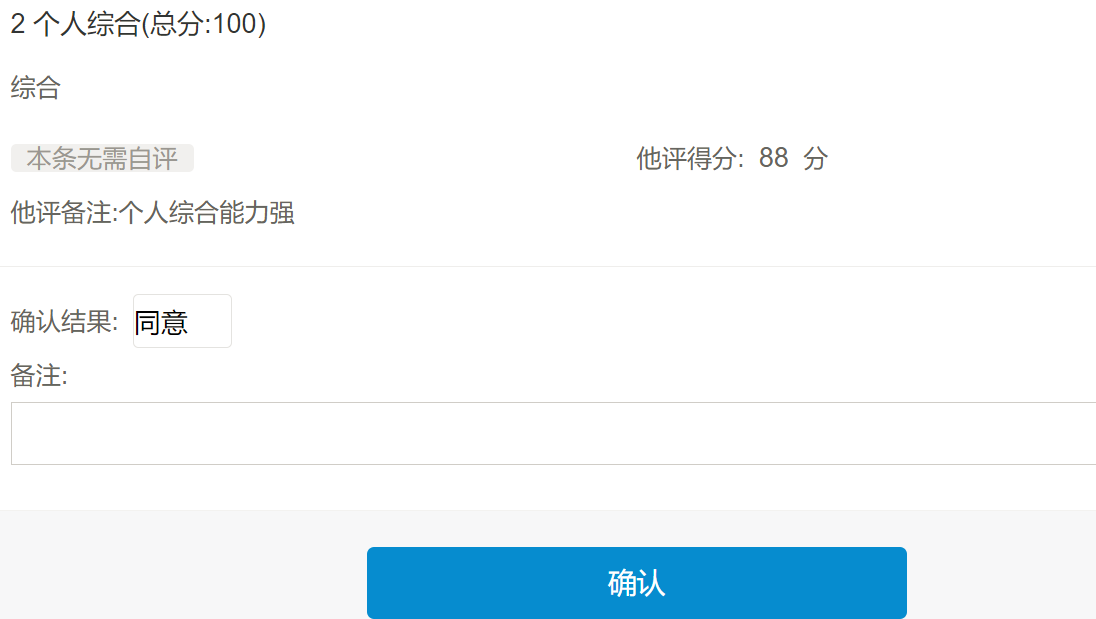 2 个人综合(总分:100)
综合
本条无需自评 他评得分: 88 分
他评备注:个人综合能力强
确认结果: 同意
备注:
确认